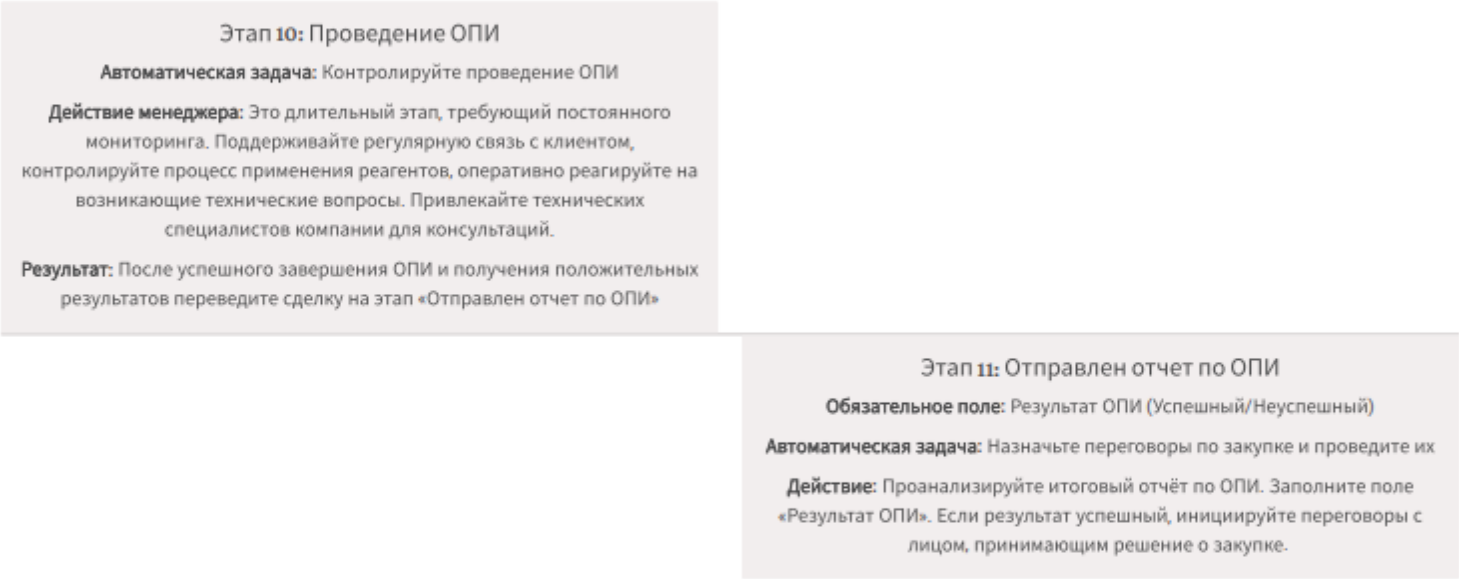 Этап 10: Проведение ОПИ
Автоматическая задача: Контролируйте проведение ОПИ
Действие менеджера: Это длительный этап, требующий постоянного
мониторинга. Поддерживайте регулярную связь с клиентом,
контролируйте процесс применения реагентов, оперативно реагируйте на
возникающие технические вопросы. Привлекайте технических
специалистов компании для консультаций.
Результат: После успешного завершения ОПИ и получения положительных
результатов переведите сделку на этап «Отправлен отчет по ОПИ»
Этап 11: Отправлен отчет по ОПИ
Обязательное поле: Результат ОПИ (Успешный/Неуспешный)
Автоматическая задача: Назначьте переговоры по закупке и проведите их
Действие: Проанализируйте итоговый отчёт по ОПИ. Заполните поле
«Результат ОПИ». Если результат успешный, инициируйте переговоры с
лицом, принимающим решение о закупке.